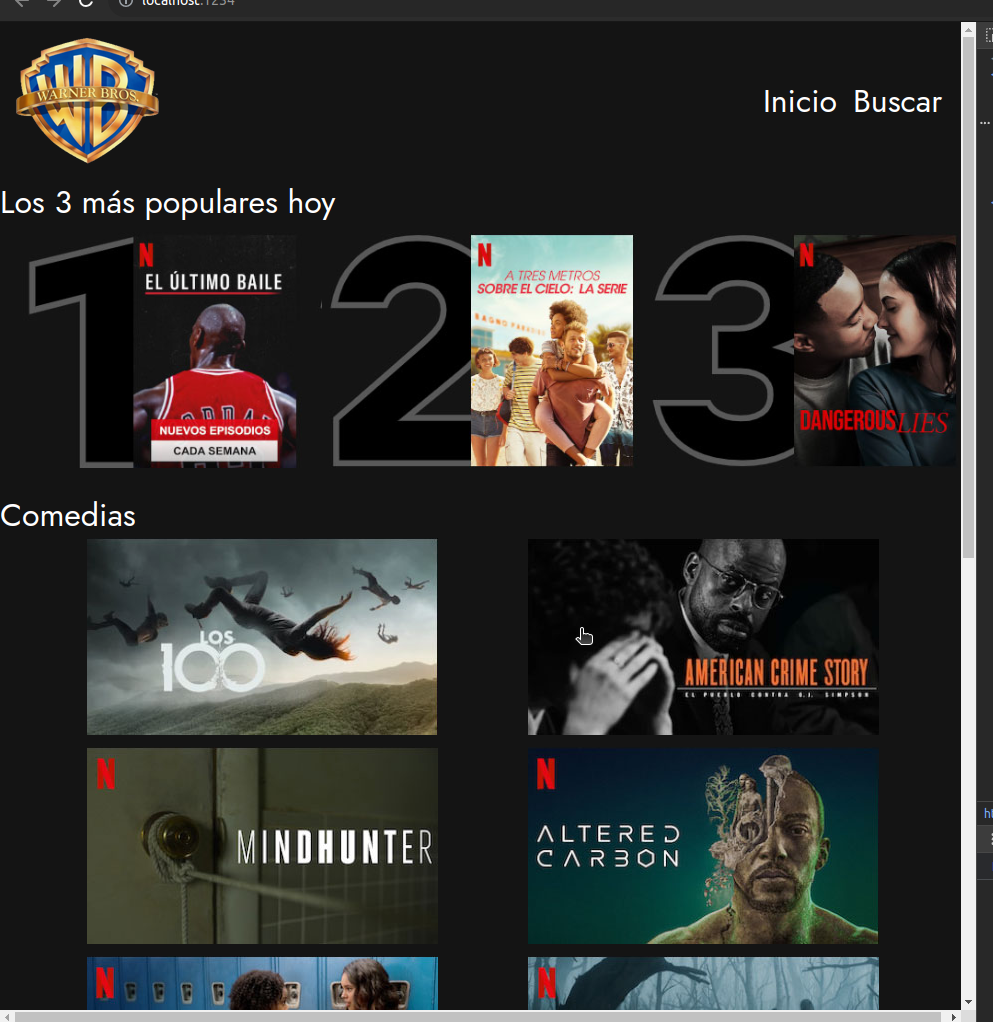 localhost:1234
WARNER BROS.
Inicio Buscar
Los 3 más populares hoy
1
N
EL ÚLTIMO BAILE
NUEVOS EPISODIOS
CADA SEMANA
2
N
A TRES METROS
SOBRE EL CIELO: LA SERIE
BAGNO PARADISO
3
N
DANGEROUS LIES
Comedias
LOS
100
AMERICAN CRIME STORY
EL PUEBLO CONTRA O.J. SIMPSON
N
MINDHUNTER
N
ALTERED
CARBON
N
N